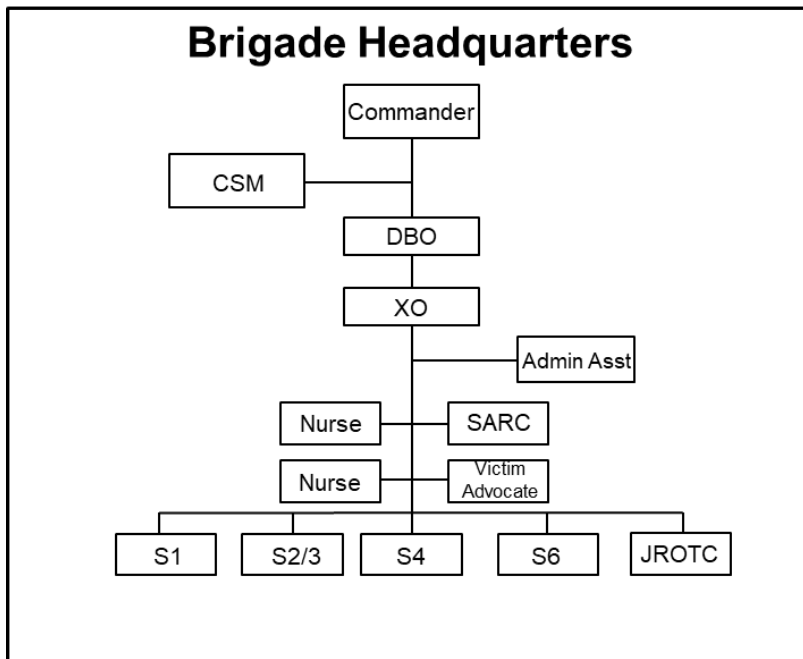 Brigade Headquarters
Commander
CSM
DBO
XO
Admin Asst
Nurse
SARC
Nurse
Victim
Advocate
S1
S2/3
S4
S6
JROTC